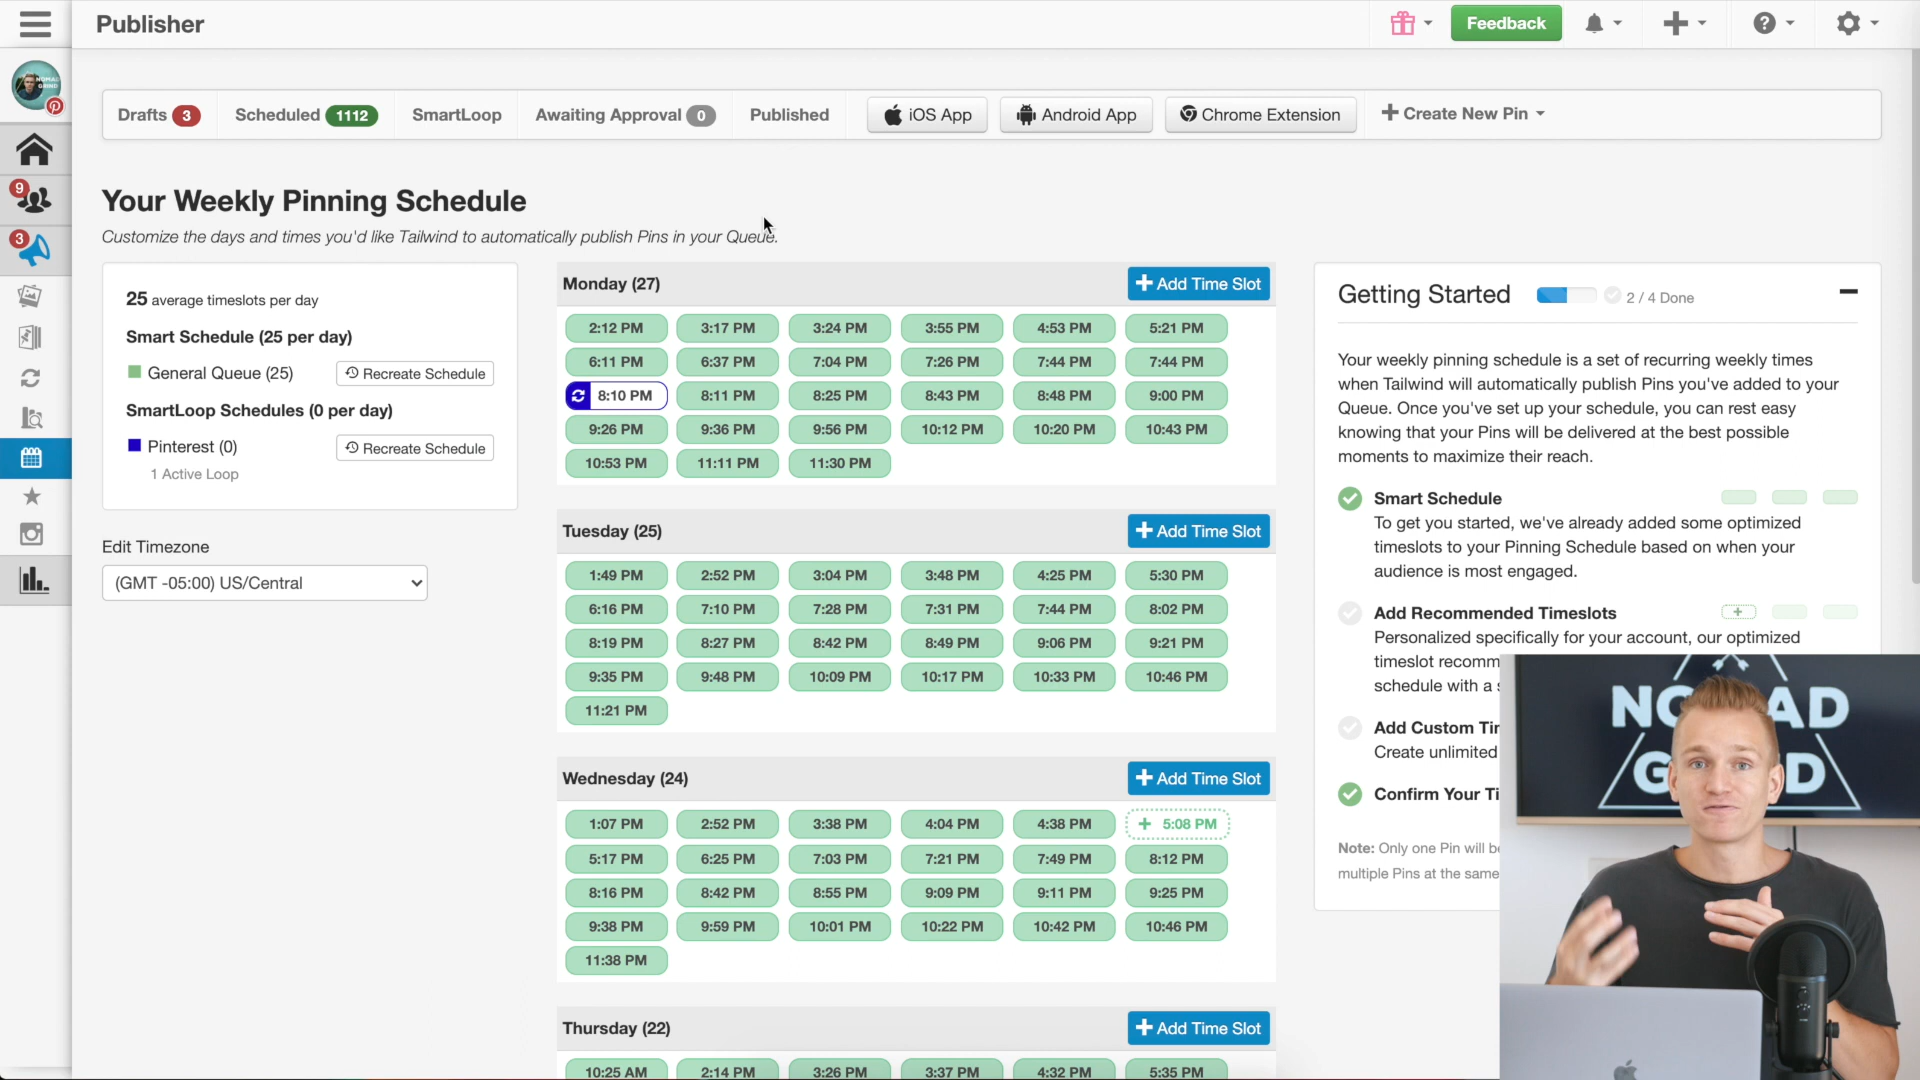 Publisher
Feedback
Drafts 3
Scheduled 1112
SmartLoop
Awaiting Approval 0
Published
iOS App
Android App
Chrome Extension
Create New Pin
9
3
Your Weekly Pinning Schedule
Customize the days and times you'd like Tailwind to automatically publish Pins in your Queue.
25 average timeslots per day
Smart Schedule (25 per day)
General Queue (25)
Recreate Schedule
SmartLoop Schedules (0 per day)
Pinterest (0)
Recreate Schedule
1 Active Loop
Edit Timezone
(GMT -05:00) US/Central
Monday (27)
Add Time Slot
2:12 PM 3:17 PM 3:24 PM 3:55 PM 4:53 PM 5:21 PM
6:11 PM 6:37 PM 7:04 PM 7:26 PM 7:44 PM 7:44 PM
8:10 PM 8:11 PM 8:25 PM 8:43 PM 8:48 PM 9:00 PM
9:26 PM 9:36 PM 9:56 PM 10:12 PM 10:20 PM 10:43 PM
10:53 PM 11:11 PM 11:30 PM
Tuesday (25)
Add Time Slot
1:49 PM 2:52 PM 3:04 PM 3:48 PM 4:25 PM 5:30 PM
6:16 PM 7:10 PM 7:28 PM 7:31 PM 7:44 PM 8:02 PM
8:19 PM 8:27 PM 8:42 PM 8:49 PM 9:06 PM 9:21 PM
9:35 PM 9:48 PM 10:09 PM 10:17 PM 10:33 PM 10:46 PM
11:21 PM
Wednesday (24)
Add Time Slot
1:07 PM 2:52 PM 3:38 PM 4:04 PM 4:38 PM + 5:08 PM
5:17 PM 6:25 PM 7:03 PM 7:21 PM 7:49 PM 8:12 PM
8:16 PM 8:42 PM 8:55 PM 9:09 PM 9:11 PM 9:25 PM
9:38 PM 9:59 PM 10:01 PM 10:22 PM 10:42 PM 10:46 PM
11:38 PM
Thursday (22)
Add Time Slot
10:25 AM 2:14 PM 3:26 PM 3:37 PM 4:32 PM 5:35 PM
Getting Started
2 / 4 Done
Your weekly pinning schedule is a set of recurring weekly times
when Tailwind will automatically publish Pins you've added to your
Queue. Once you've set up your schedule, you can rest easy
knowing that your Pins will be delivered at the best possible
moments to maximize their reach.
Smart Schedule
To get you started, we've already added some optimized
timeslots to your Pinning Schedule based on when your
audience is most engaged.
Add Recommended Timeslots
Personalized specifically for your account, our optimized
timeslot recomm
schedule with a
Add Custom Ti
Create unlimited
Confirm Your Ti
Note: Only one Pin will be
multiple Pins at the same